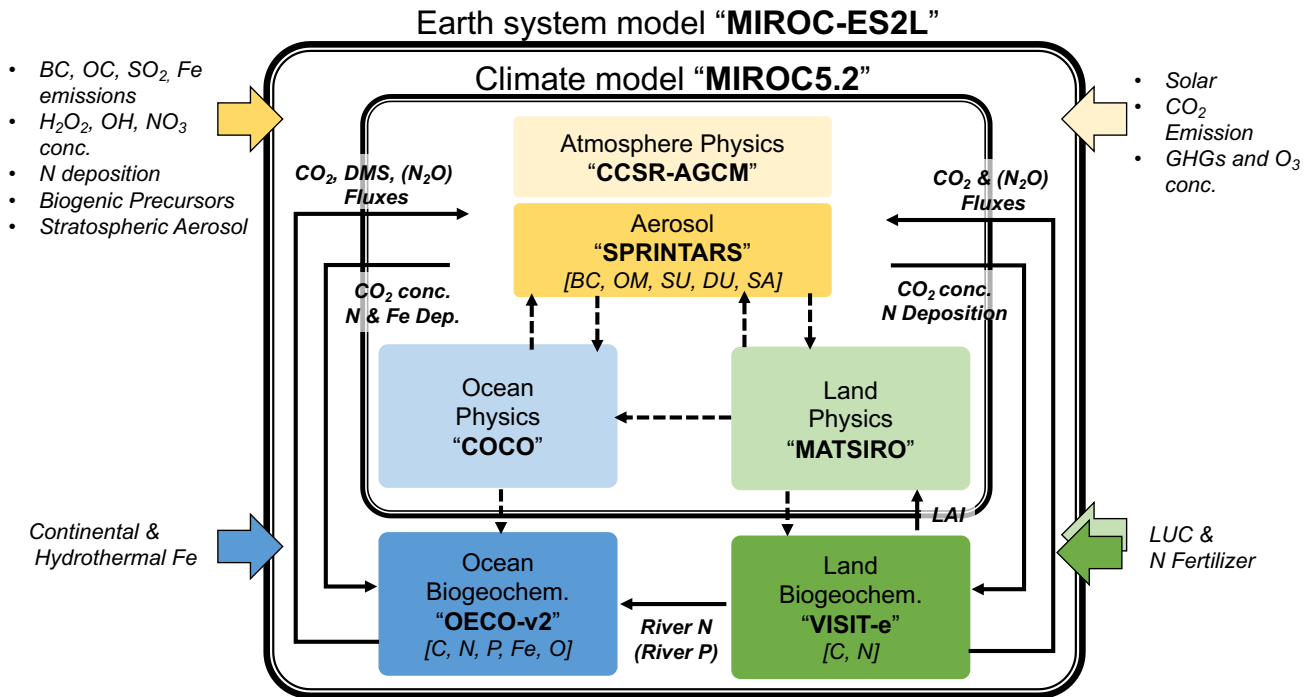 Earth system model “MIROC-ES2L”
Climate model “MIROC5.2”
• BC, OC, SO2, Fe
emissions
• H2O2, OH, NO3
conc.
• N deposition
• Biogenic Precursors
• Stratospheric Aerosol
• Solar
• CO2
Emission
• GHGs and O3
conc.
Atmosphere Physics
“CCSR-AGCM”
CO2, DMS, (N2O)
Fluxes
CO2 & (N2O)
Fluxes
Aerosol
“SPRINTARS”
[BC, OM, SU, DU, SA]
CO2 conc.
N & Fe Dep.
CO2 conc.
N Deposition
Ocean
Physics
“COCO”
Land
Physics
“MATSIRO”
LAI
Continental &
Hydrothermal Fe
LUC &
N Fertilizer
Ocean
Biogeochem.
“OECO-v2”
[C, N, P, Fe, O]
River N
(River P)
Land
Biogeochem.
“VISIT-e”
[C, N]